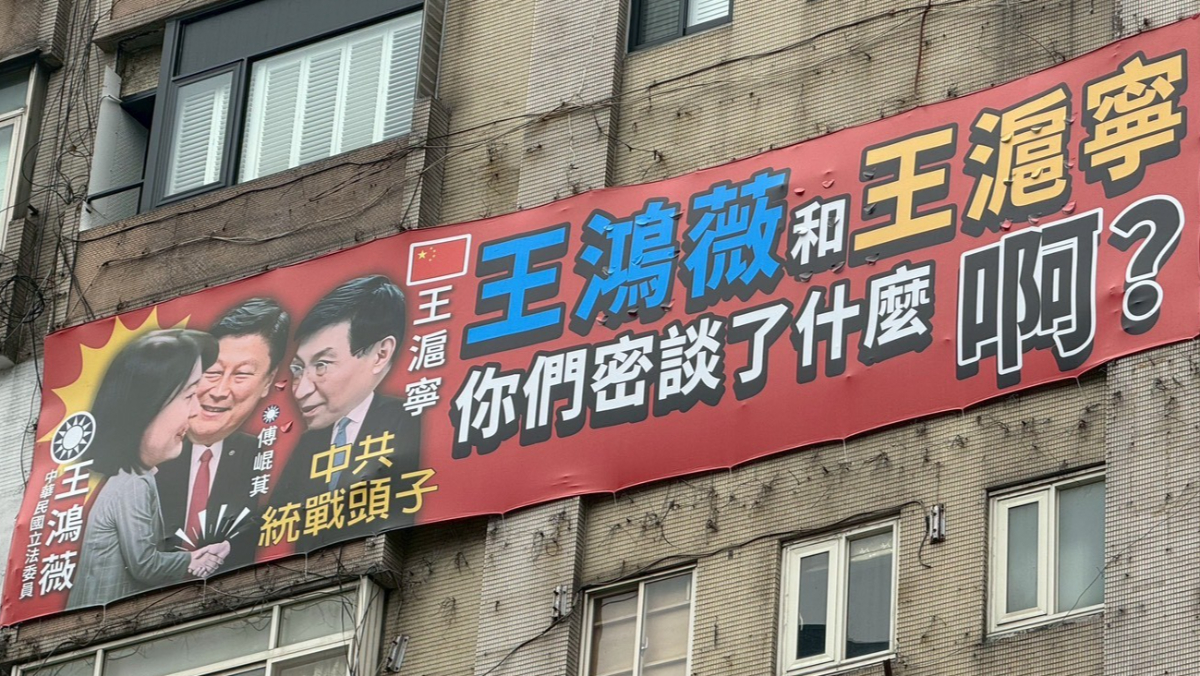 王鴻薇和王滬寧
你們密談了什麼啊？
王滬寧
傅崐萁
中共
統戰頭子
王鴻薇
中華民國立法委員